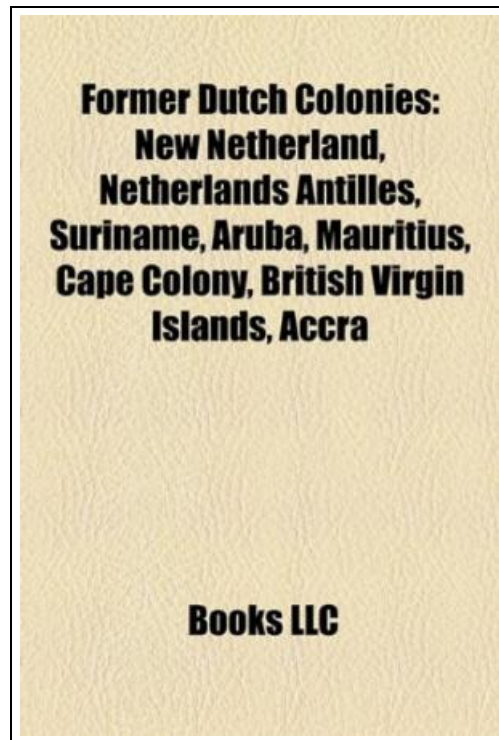 Former Dutch Colonies:
New Netherland,
Netherlands Antilles,
Suriname, Aruba, Mauritius,
Cape Colony, British Virgin
Islands, Accra
Books LLC